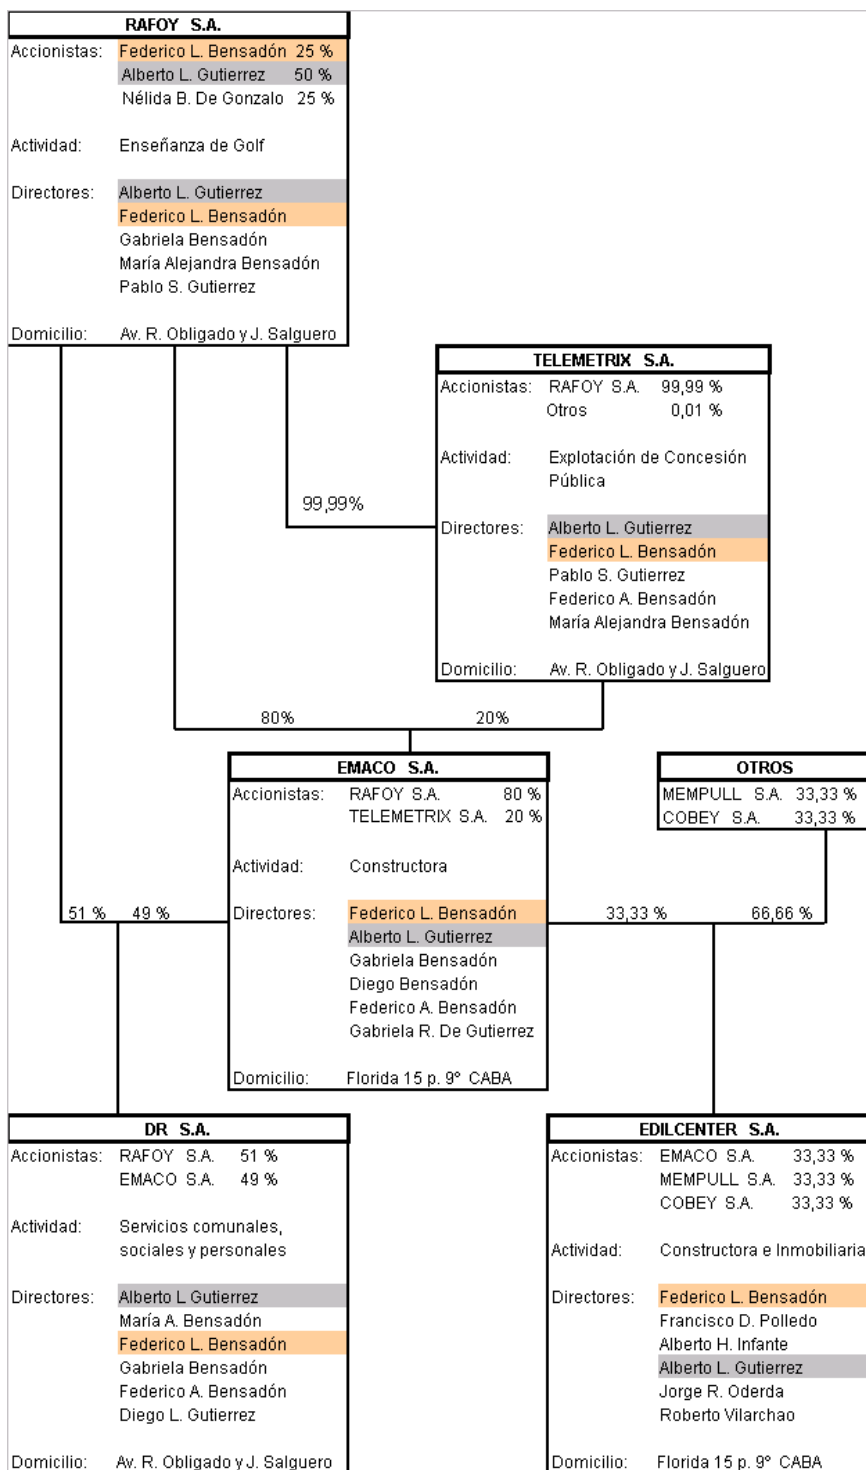 RAFOY S.A.
Accionistas: Federico L. Bensadón 25 %
Alberto L. Gutierrez 50 %
Nélida B. De Gonzalo 25 %
Actividad: Enseñanza de Golf
Directores: Alberto L. Gutierrez
Federico L. Bensadón
Gabriela Bensadón
María Alejandra Bensadón
Pablo S. Gutierrez
Domicilio: Av. R. Obligado y J. Salguero
TELEMETRIX S.A.
Accionistas: RAFOY S.A. 99,99 %
Otros 0,01 %
Actividad: Explotación de Concesión
Pública
Directores: Alberto L. Gutierrez
Federico L. Bensadón
Pablo S. Gutierrez
Federico A. Bensadón
María Alejandra Bensadón
Domicilio: Av. R. Obligado y J. Salguero
99,99%
80% 20%
EMACO S.A.
Accionistas: RAFOY S.A. 80 %
TELEMETRIX S.A. 20 %
Actividad: Constructora
Directores: Federico L. Bensadón
Alberto L. Gutierrez
Gabriela Bensadón
Diego Bensadón
Federico A. Bensadón
Gabriela R. De Gutierrez
Domicilio: Florida 15 p. 9º CABA
OTROS
MEMPULL S.A. 33,33 %
COBEY S.A. 33,33 %
51 % 49 %
33,33 % 66,66 %
DR S.A.
Accionistas: RAFOY S.A. 51 %
EMACO S.A. 49 %
Actividad: Servicios comunales,
sociales y personales
Directores: Alberto L Gutierrez
María A. Bensadón
Federico L. Bensadón
Gabriela Bensadón
Federico A. Bensadón
Diego L. Gutierrez
Domicilio: Av. R. Obligado y J. Salguero
EDILCENTER S.A.
Accionistas: EMACO S.A. 33,33 %
MEMPULL S.A. 33,33 %
COBEY S.A. 33,33 %
Actividad: Constructora e Inmobiliaria
Directores: Federico L. Bensadón
Francisco D. Polledo
Alberto H. Infante
Alberto L. Gutierrez
Jorge R. Oderda
Roberto Vilarchao
Domicilio: Florida 15 p. 9º CABA